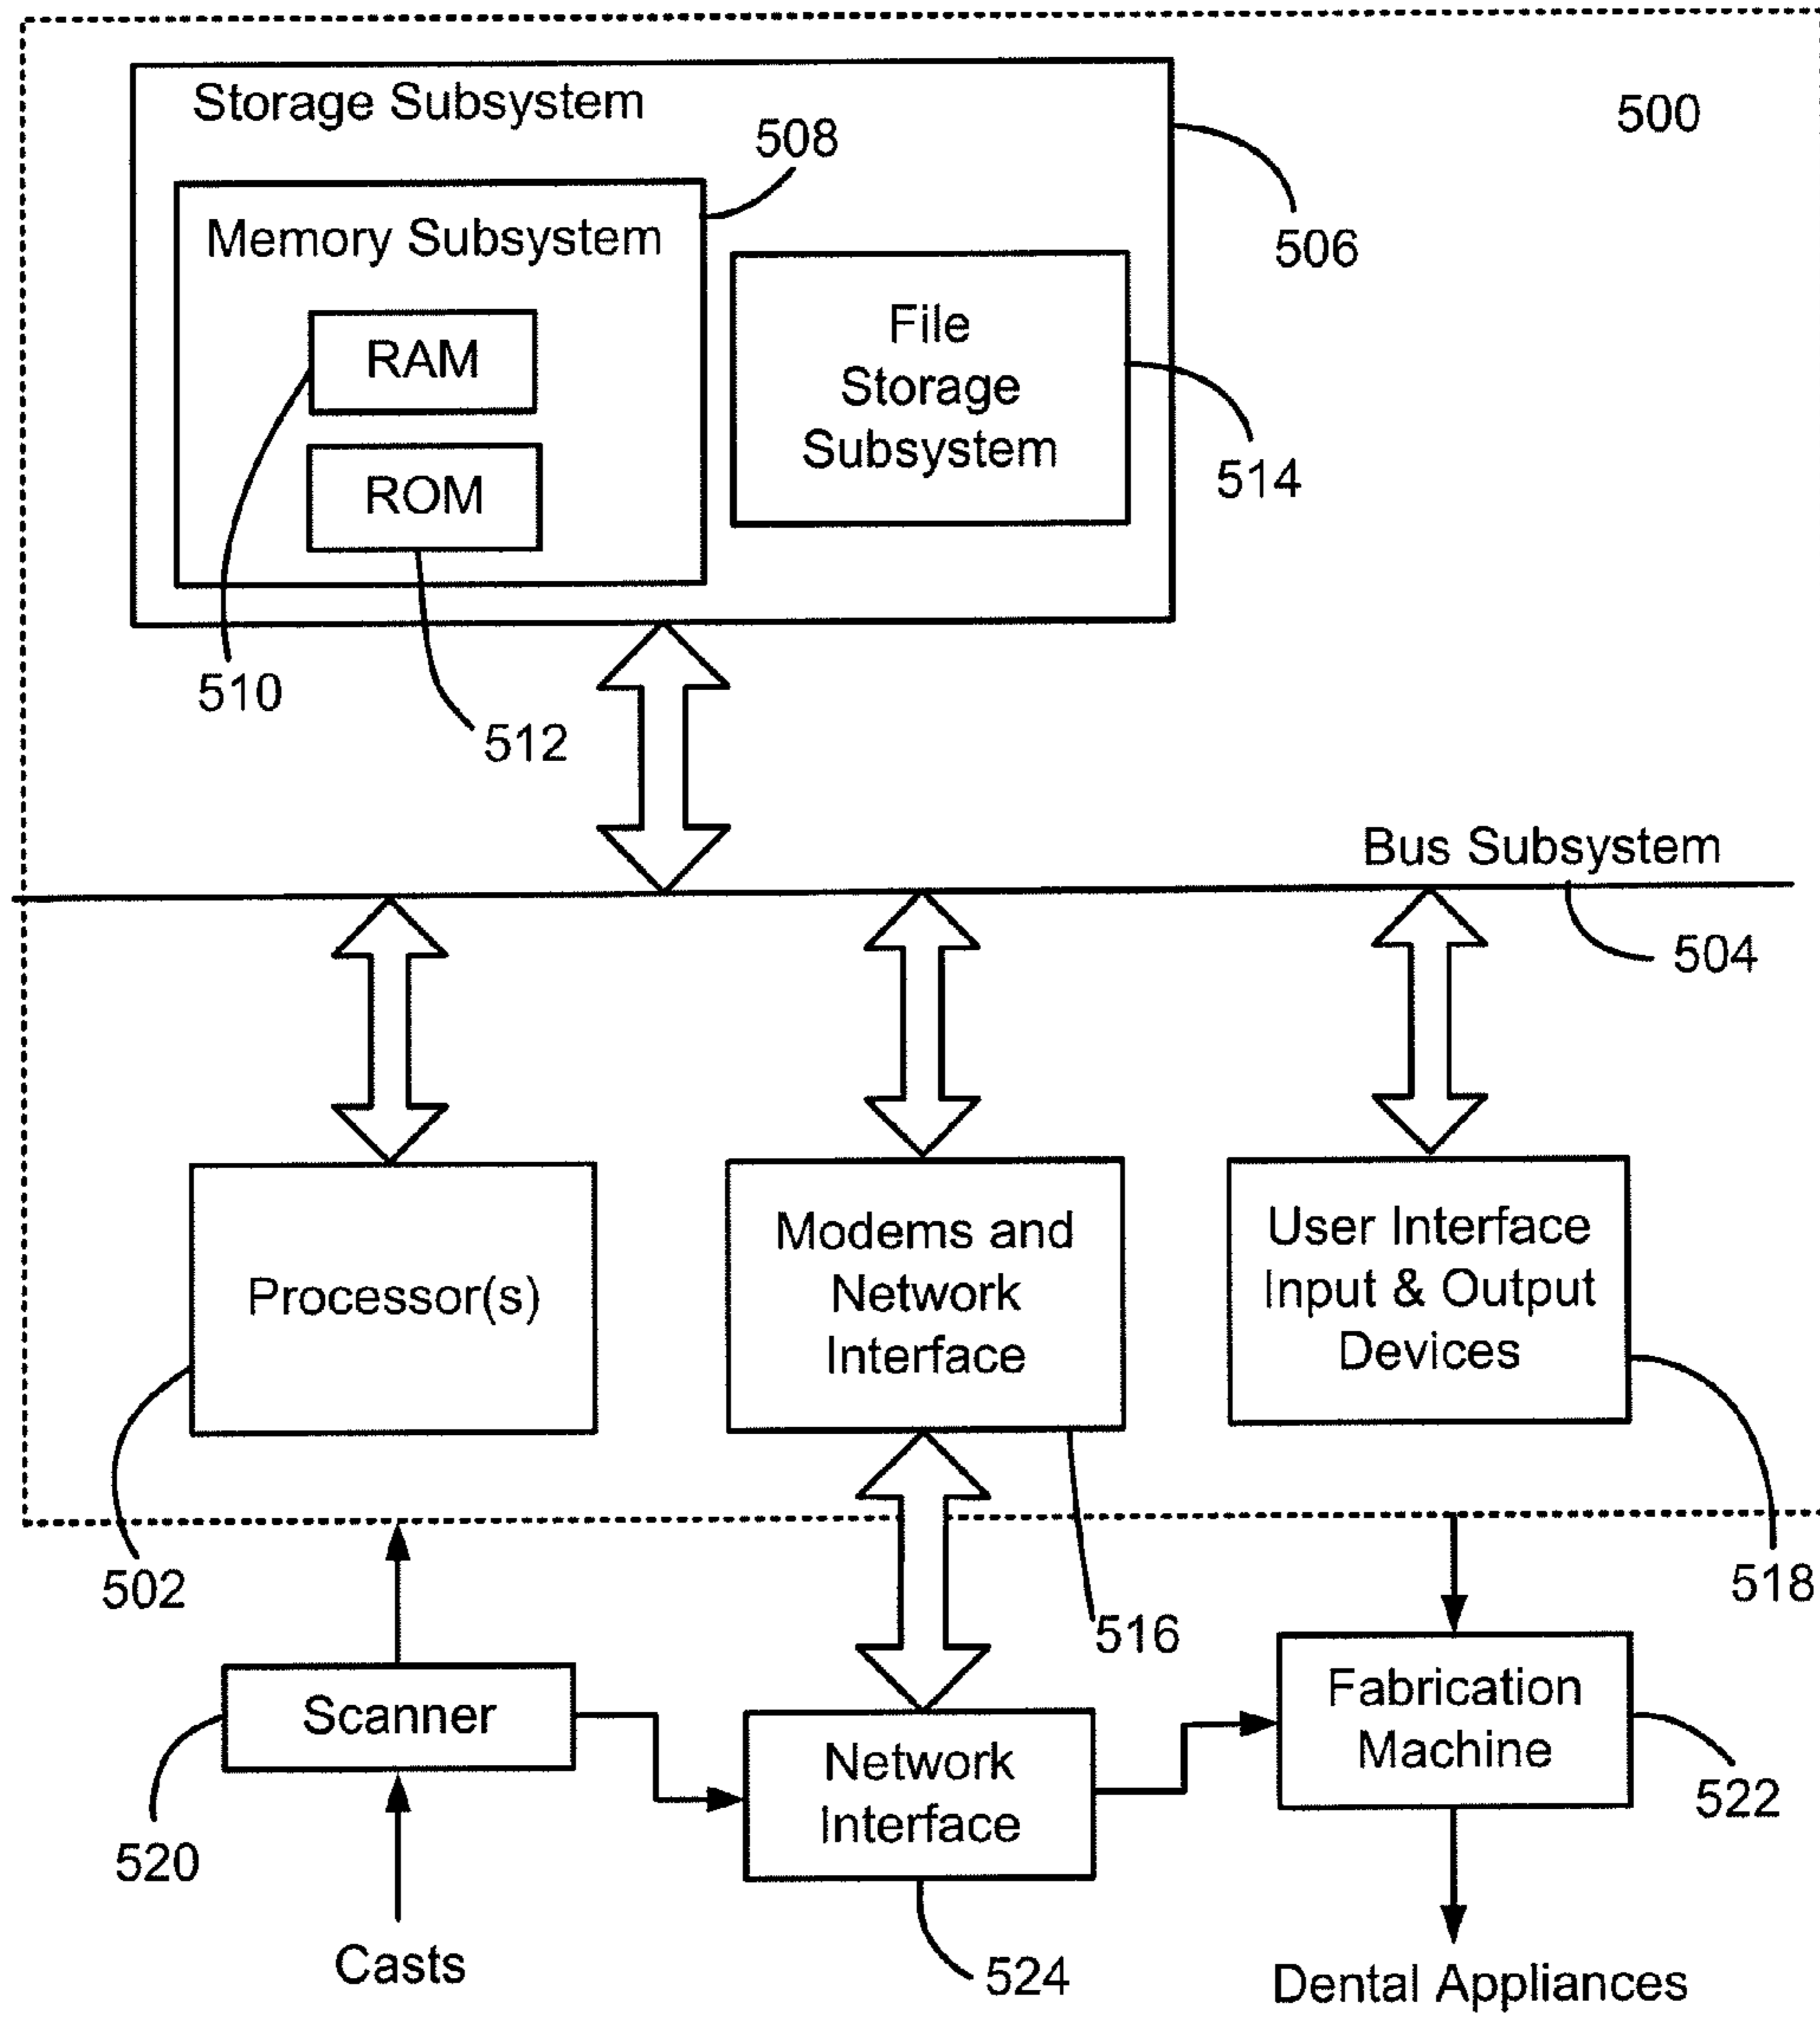 Storage Subsystem
500
508
Memory Subsystem
506
RAM
File
Storage
Subsystem
514
ROM
510
512
Bus Subsystem
504
Processor(s)
Modems and
Network
Interface
User Interface
Input & Output
Devices
502
518
516
Scanner
Fabrication
Machine
Network
Interface
522
520
Casts
524
Dental Appliances